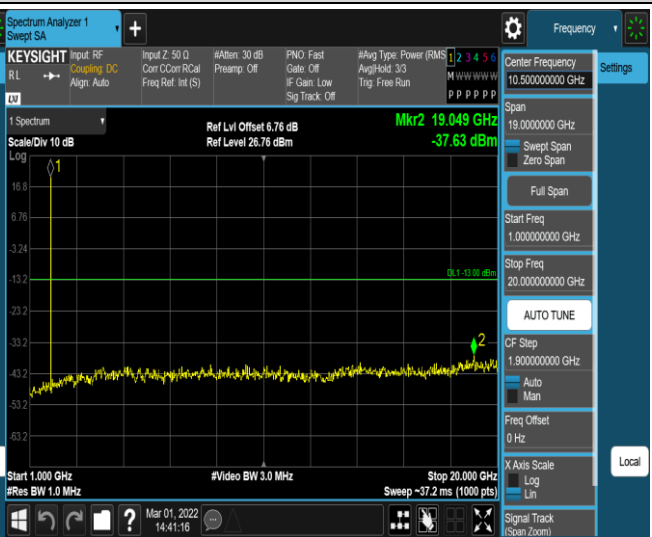 Spectrum Analyzer 1
Swept SA
+
Frequency
KEYSIGHT
RL
LXI
Input: RF
Coupling: DC
Align: Auto
Input Z: 50 Ω
Corr CCorr RCal
Freq Ref: Int (S)
#Atten: 30 dB
Preamp: Off
PNO: Fast
Gate: Off
IF Gain: Low
Sig Track: Off
#Avg Type: Power (RMS
Avg|Hold: 3/3
Trig: Free Run
1 2 3 4 5 6
M W W W W W
P P P P P P
1 Spectrum
Scale/Div 10 dB
Ref Lvl Offset 6.76 dB
Ref Level 26.76 dBm
Mkr2 19.049 GHz
-37.63 dBm
Log
1
16.8
6.76
-3.24
-13.2
DL1 -13.00 dBm
-23.2
-33.2
2
-43.2
-53.2
-63.2
Start 1.000 GHz
#Res BW 1.0 MHz
#Video BW 3.0 MHz
Stop 20.000 GHz
Sweep ~37.2 ms (1000 pts)
?
Mar 01, 2022
14:41:16
Center Frequency
10.500000000 GHz
Span
19.0000000 GHz
Swept Span
Zero Span
Full Span
Start Freq
1.000000000 GHz
Stop Freq
20.000000000 GHz
AUTO TUNE
CF Step
1.900000000 GHz
Auto
Man
Freq Offset
0 Hz
X Axis Scale
Log
Lin
Signal Track
(Span Zoom)
Settings
Local